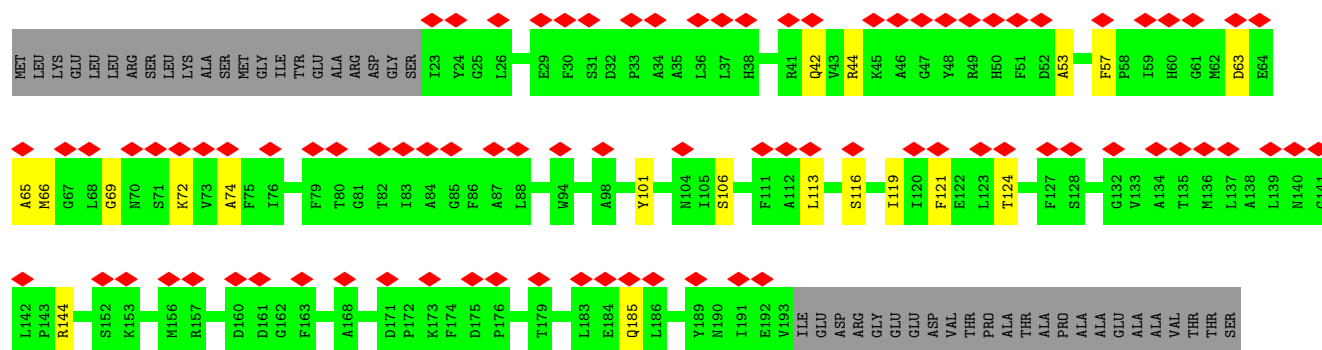 MET LEU LYS GLU LEU LEU ARG SER LEU LYS ALA SER MET GLY ILE TYR GLU ALA ARG ASP GLY SER I23 Y24 G25 L26 E29 F30 S31 D32 P33 A34 A35 L36 L37 H38 R41 Q42 V43 R44 K45 A46 G47 Y48 R49 H50 F51 D52 A53 F57 P58 I59 H60 G61 M62 D63 E64
A65 M66 G67 L68 G69 N70 S71 K72 V73 A74 F75 I76 F79 T80 G81 T82 I83 A84 G85 F86 A87 L88 W94 A98 Y101 N104 I105 S106 F111 A112 L113 S116 I119 I120 F121 E122 L123 T124 F127 S128 G132 V133 A134 T135 M136 L137 A138 L139 N140 G141
L142 P143 R144 S152 K153 M156 R157 D160 D161 G162 F163 A168 D171 P172 K173 F174 D175 P176 T179 L183 E184 Q185 L186 Y189 N190 I191 E192 V193 ILE GLU ASP ARG GLY GLU GLU ASP VAL THR PRO ALA THR ALA PRO ALA ALA GLU ALA ALA VAL THR THR SER